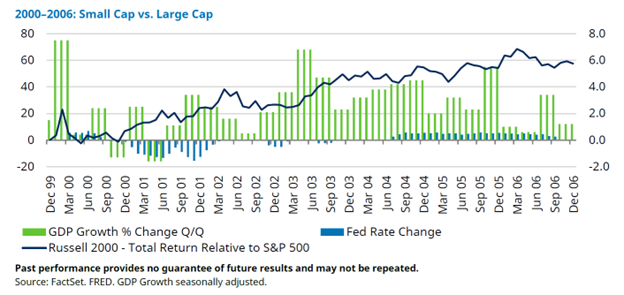 2000–2006: Small Cap vs. Large Cap
80 8.0
60 6.0
40 4.0
20 2.0
0 0.0
-20 -2.0
Dec 99 Mar 00 Jun 00 Sep 00 Dec 00 Mar 01 Jun 01 Sep 01 Dec 01 Mar 02 Jun 02 Sep 02 Dec 02 Mar 03 Jun 03 Sep 03 Dec 03 Mar 04 Jun 04 Sep 04 Dec 04 Mar 05 Jun 05 Sep 05 Dec 05 Mar 06 Jun 06 Sep 06 Dec 06
GDP Growth % Change Q/Q Fed Rate Change
Russell 2000 - Total Return Relative to S&P 500
Past performance provides no guarantee of future results and may not be repeated.
Source: FactSet. FRED. GDP Growth seasonally adjusted.